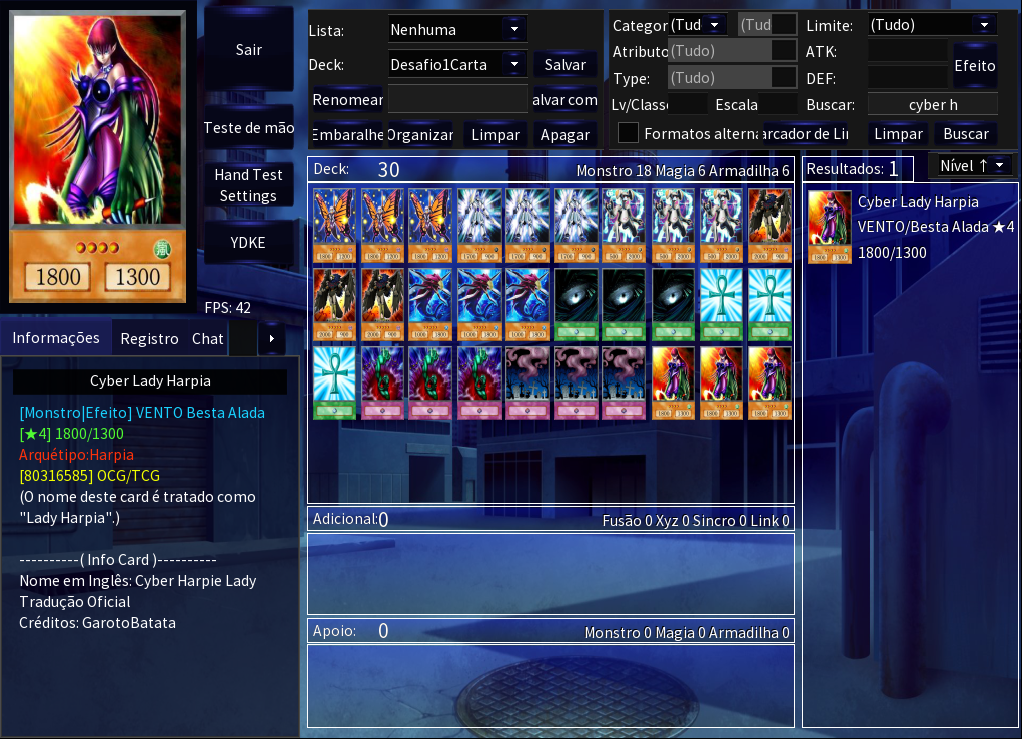 1800 1300
Sair
Teste de mão
Hand Test
Settings
YDKE
FPS: 42
Lista: Nenhuma
Deck: Desafio1Carta Salvar
Renomear alvar com
Embaralhe Organizar Limpar Apagar
Categor (Tud (Tud Limite: (Tudo)
Atributo (Tudo) ATK:
Efeito
Type: (Tudo) DEF:
Lv/Classe Escala Buscar: cyber h
Formatos alterna arcador de Lin Limpar Buscar
Deck: 30 Monstro 18 Magia 6 Armadilha 6
Resultados: 1 Nível ↑
Cyber Lady Harpia
VENTO/Besta Alada ★4
1800/1300
Informações Registro Chat
Cyber Lady Harpia
[Monstro|Efeito] VENTO Besta Alada
[★4] 1800/1300
Arquétipo:Harpia
[80316585] OCG/TCG
(O nome deste card é tratado como
"Lady Harpia".)
----------( Info Card )----------
Nome em Inglês: Cyber Harpie Lady
Tradução Oficial
Créditos: GarotoBatata
Adicional:0 Fusão 0 Xyz 0 Sincro 0 Link 0
Apoio: 0 Monstro 0 Magia 0 Armadilha 0